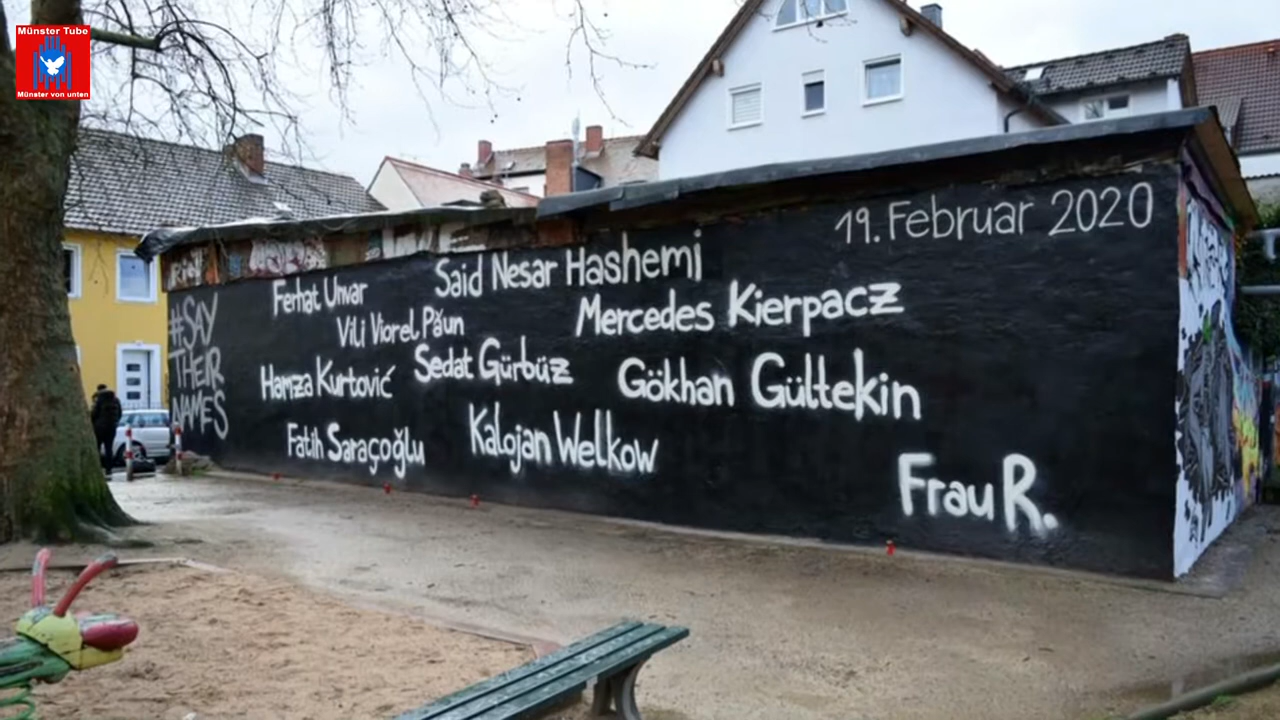 Münster Tube
Münster von unten
19. Februar 2020
#SAY
THEIR
NAMES
Ferhat Unvar
Said Nesar Hashemi
Vili Viorel Păun
Mercedes Kierpacz
Hamza Kurtović
Sedat Gürbüz
Gökhan Gültekin
Fatih Saraçoğlu
Kalojan Welkow
Frau R.